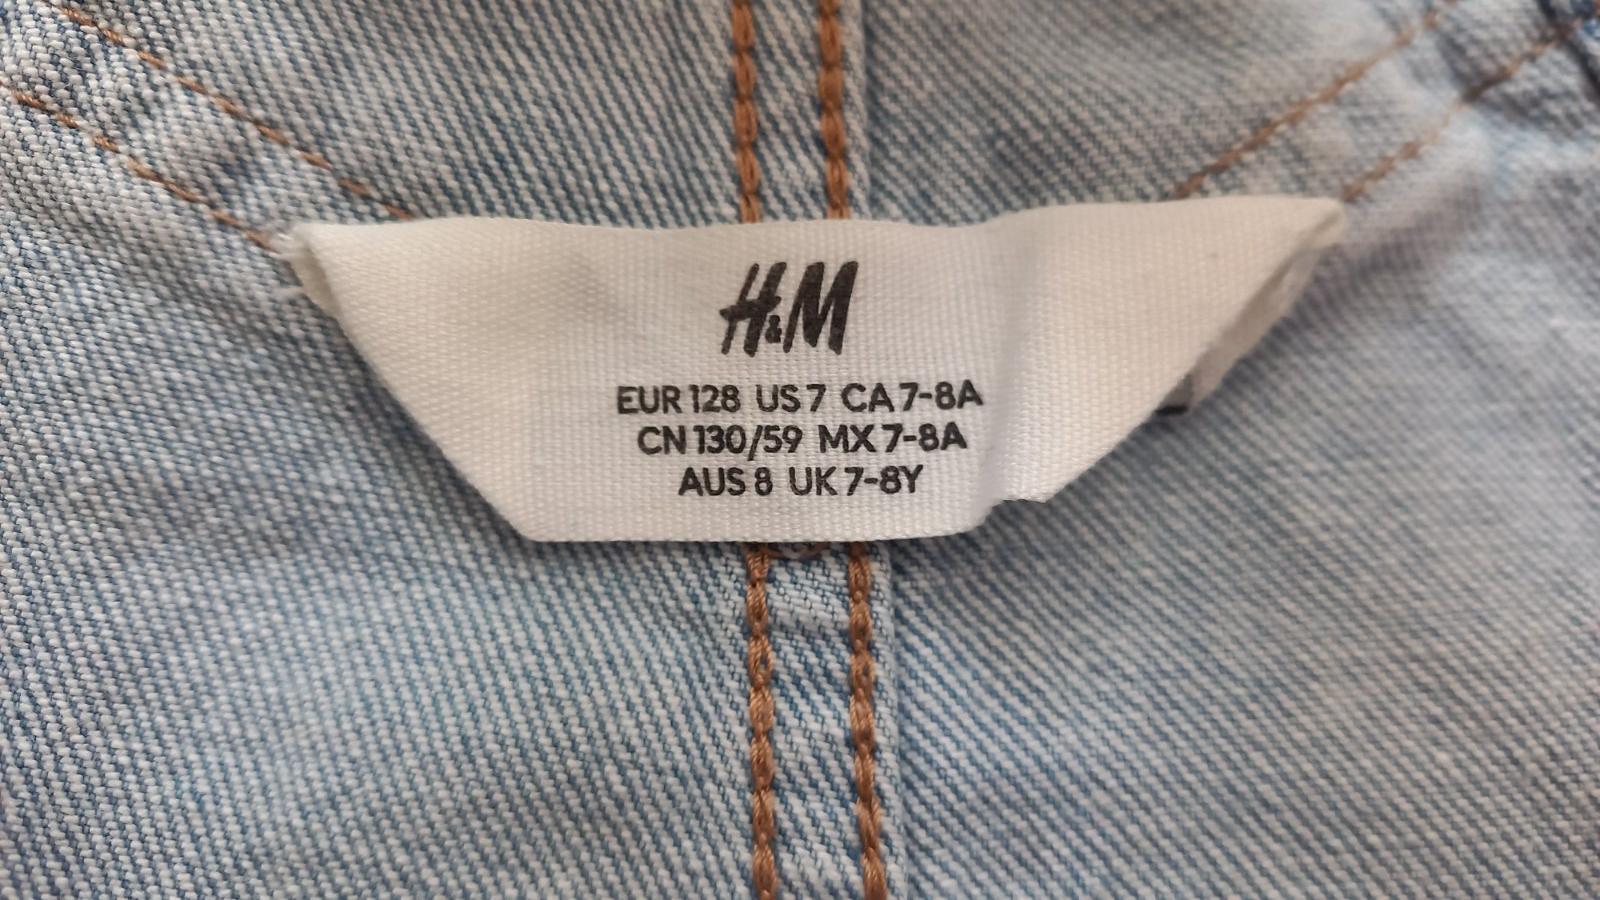 H&M
EUR 128 US 7 CA 7-8A
CN 130/59 MX 7-8A
AUS 8 UK 7-8Y